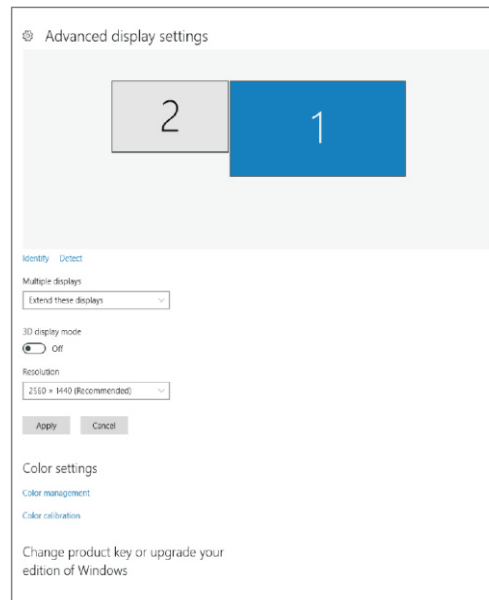 Advanced display settings
2
1
Identify Detect
Multiple displays
Extend these displays
3D display mode
Off
Resolution
2560 × 1440 (Recommended)
Apply Cancel
Color settings
Color management
Color calibration
Change product key or upgrade your
edition of Windows